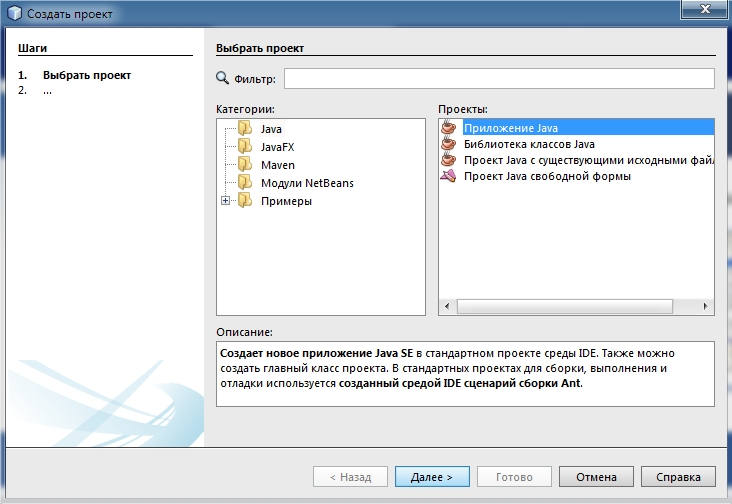 Создать проект
Шаги
1. Выбрать проект
2. ...
Выбрать проект
Фильтр:
Категории:
Java
JavaFX
Maven
Модули NetBeans
Примеры
Проекты:
Приложение Java
Библиотека классов Java
Проект Java с существующими исходными файл
Проект Java свободной формы
Описание:
Создает новое приложение Java SE в стандартном проекте среды IDE. Также можно
создать главный класс проекта. В стандартных проектах для сборки, выполнения и
отладки используется созданный средой IDE сценарий сборки Ant.
< Назад
Далее >
Готово
Отмена
Справка